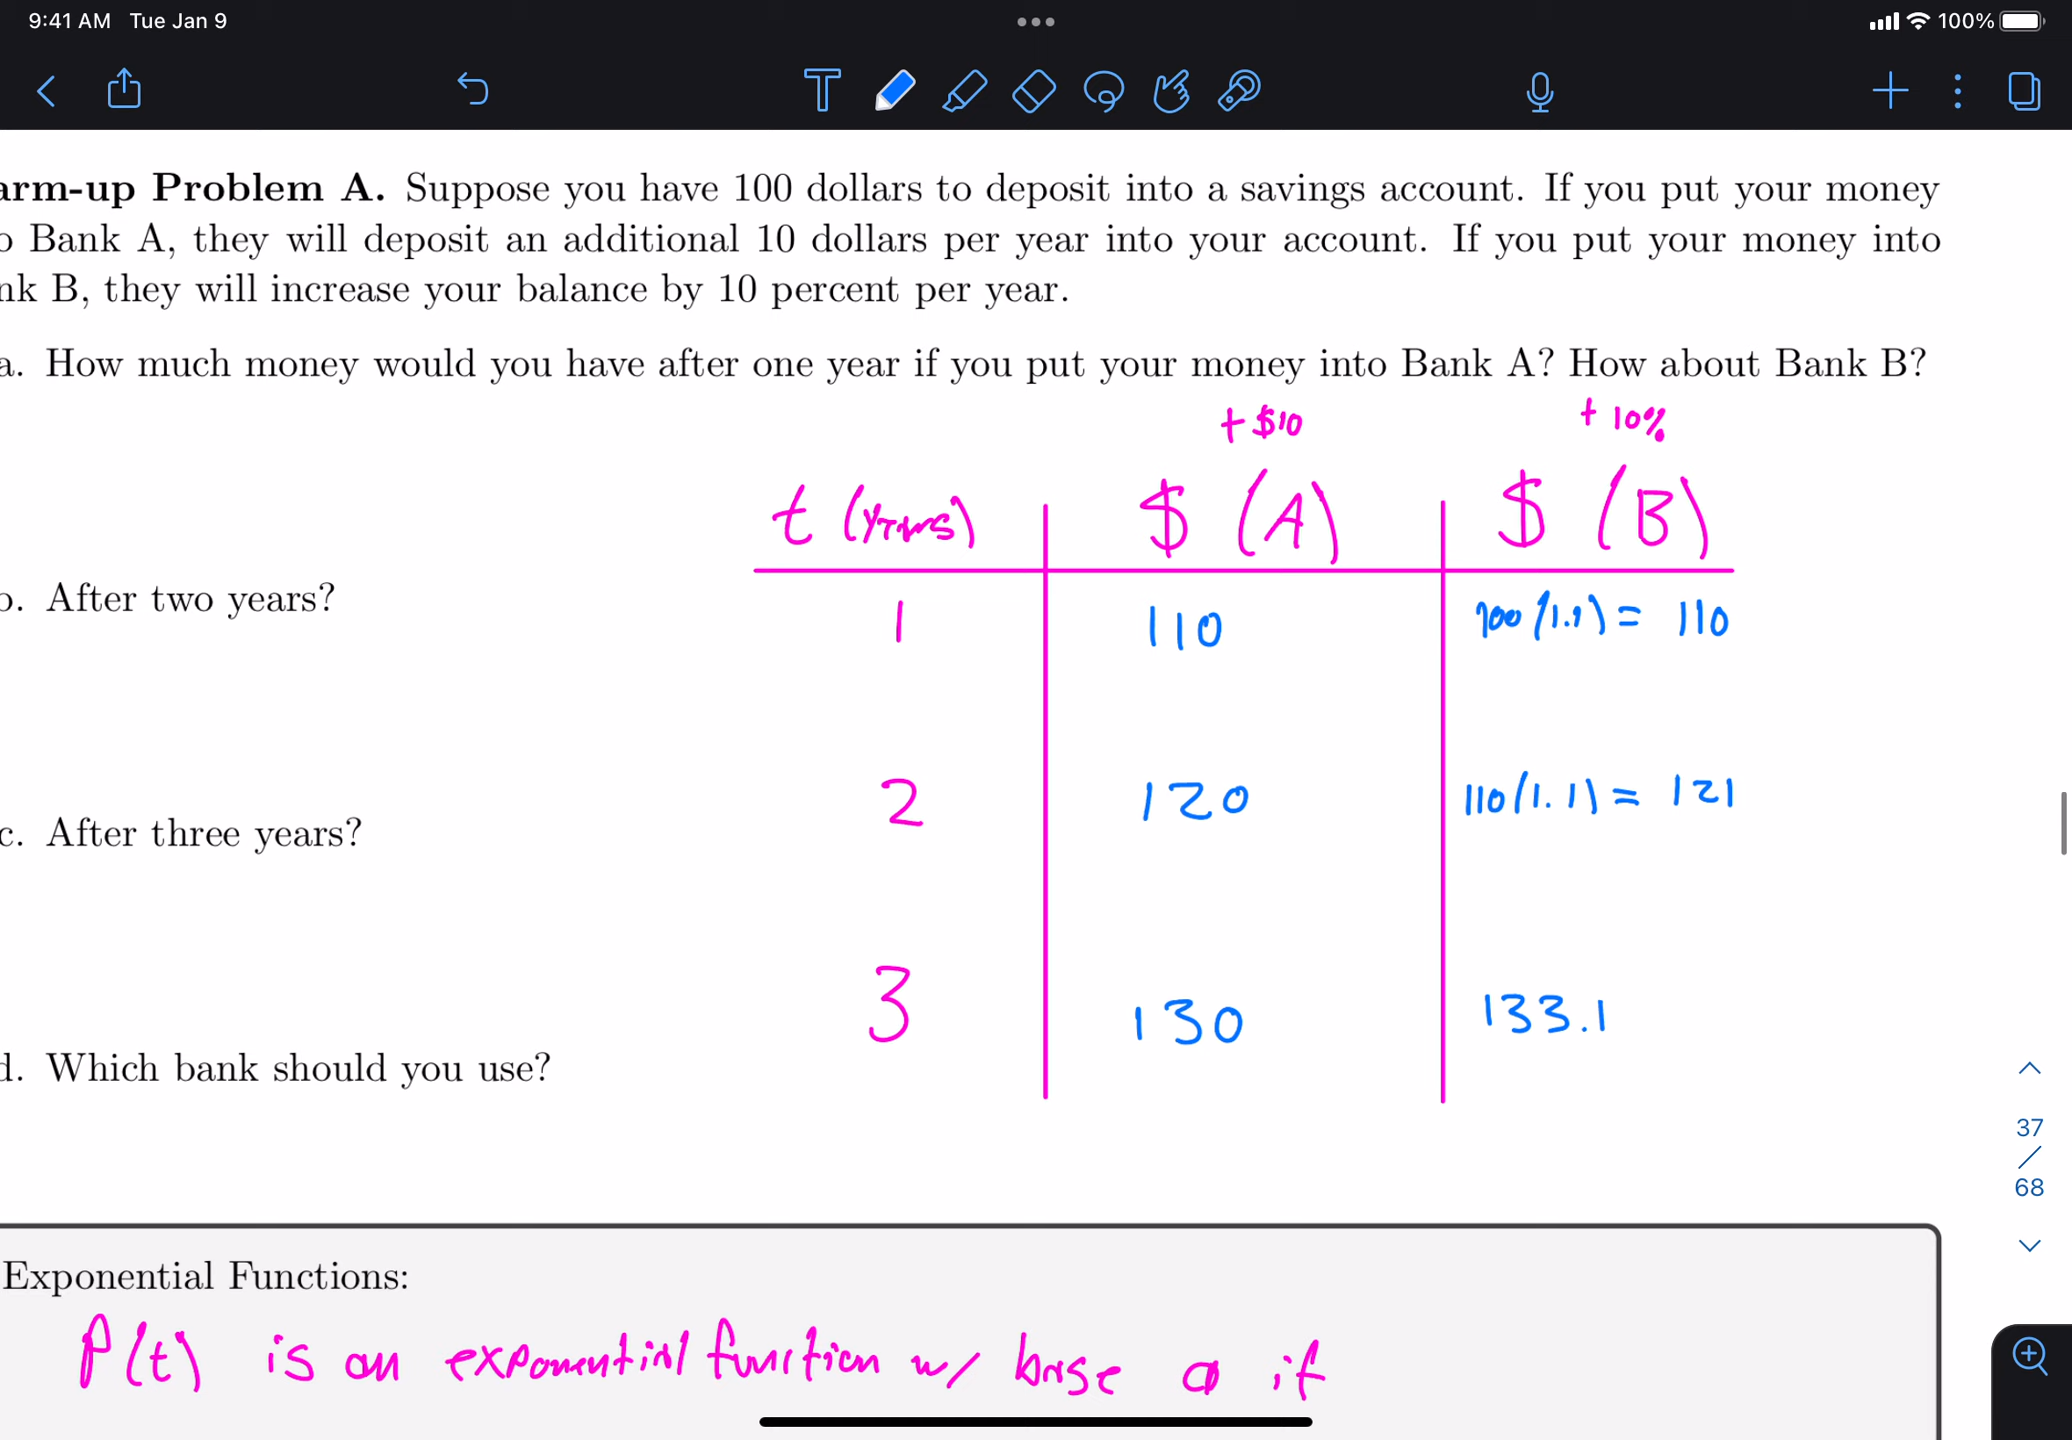 9:41 AM Tue Jan 9
100%
arm-up Problem A. Suppose you have 100 dollars to deposit into a savings account. If you put your money
o Bank A, they will deposit an additional 10 dollars per year into your account. If you put your money into
nk B, they will increase your balance by 10 percent per year.
a. How much money would you have after one year if you put your money into Bank A? How about Bank B?
+ $10 + 10%
t (years) $ (A) $ (B)
b. After two years?
1 110 100 (1.1) = 110
2 120 110 (1.1) = 121
c. After three years?
3 130 133.1
d. Which bank should you use?
37
/
68
Exponential Functions:
P(t) is an exponential function w/ base a if